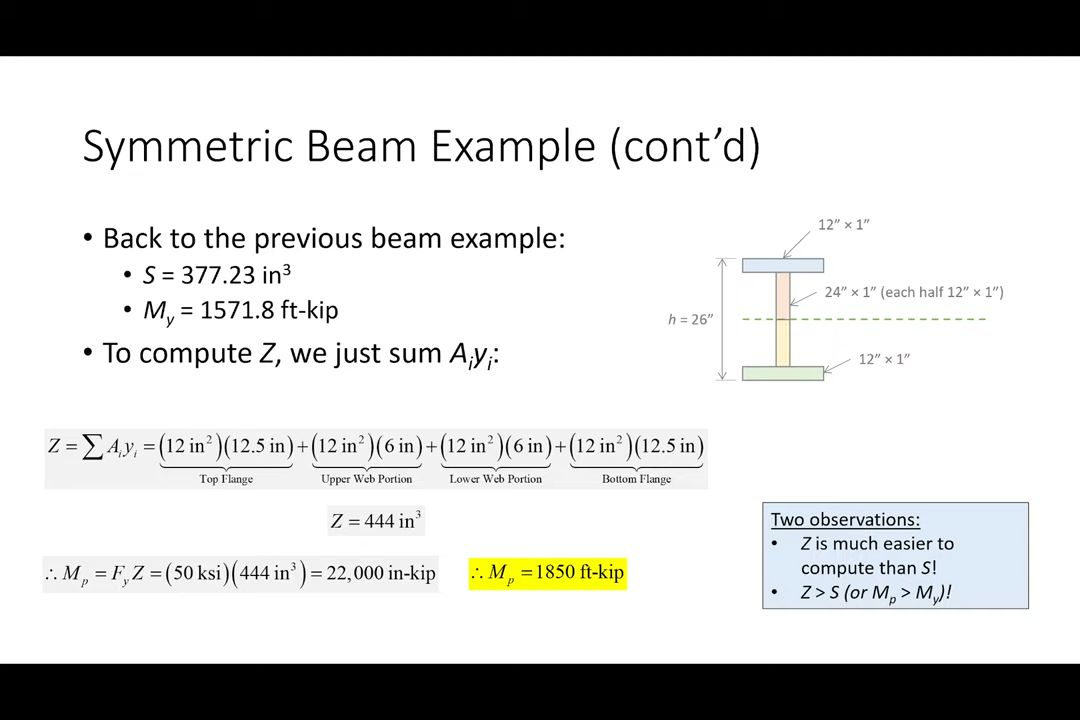 Symmetric Beam Example (cont’d)
• Back to the previous beam example:
• S = 377.23 in³
• My = 1571.8 ft-kip
• To compute Z, we just sum Aiyi:
12” × 1”
24” × 1” (each half 12” × 1”)
h = 26”
12” × 1”
Z = ∑ Aiyi = (12 in²)(12.5 in) + (12 in²)(6 in) + (12 in²)(6 in) + (12 in²)(12.5 in)
Top Flange Upper Web Portion Lower Web Portion Bottom Flange
Z = 444 in³
∴ Mp = FyZ = (50 ksi)(444 in³) = 22,000 in-kip
∴ Mp = 1850 ft-kip
Two observations:
• Z is much easier to
compute than S!
• Z > S (or Mp > My)!